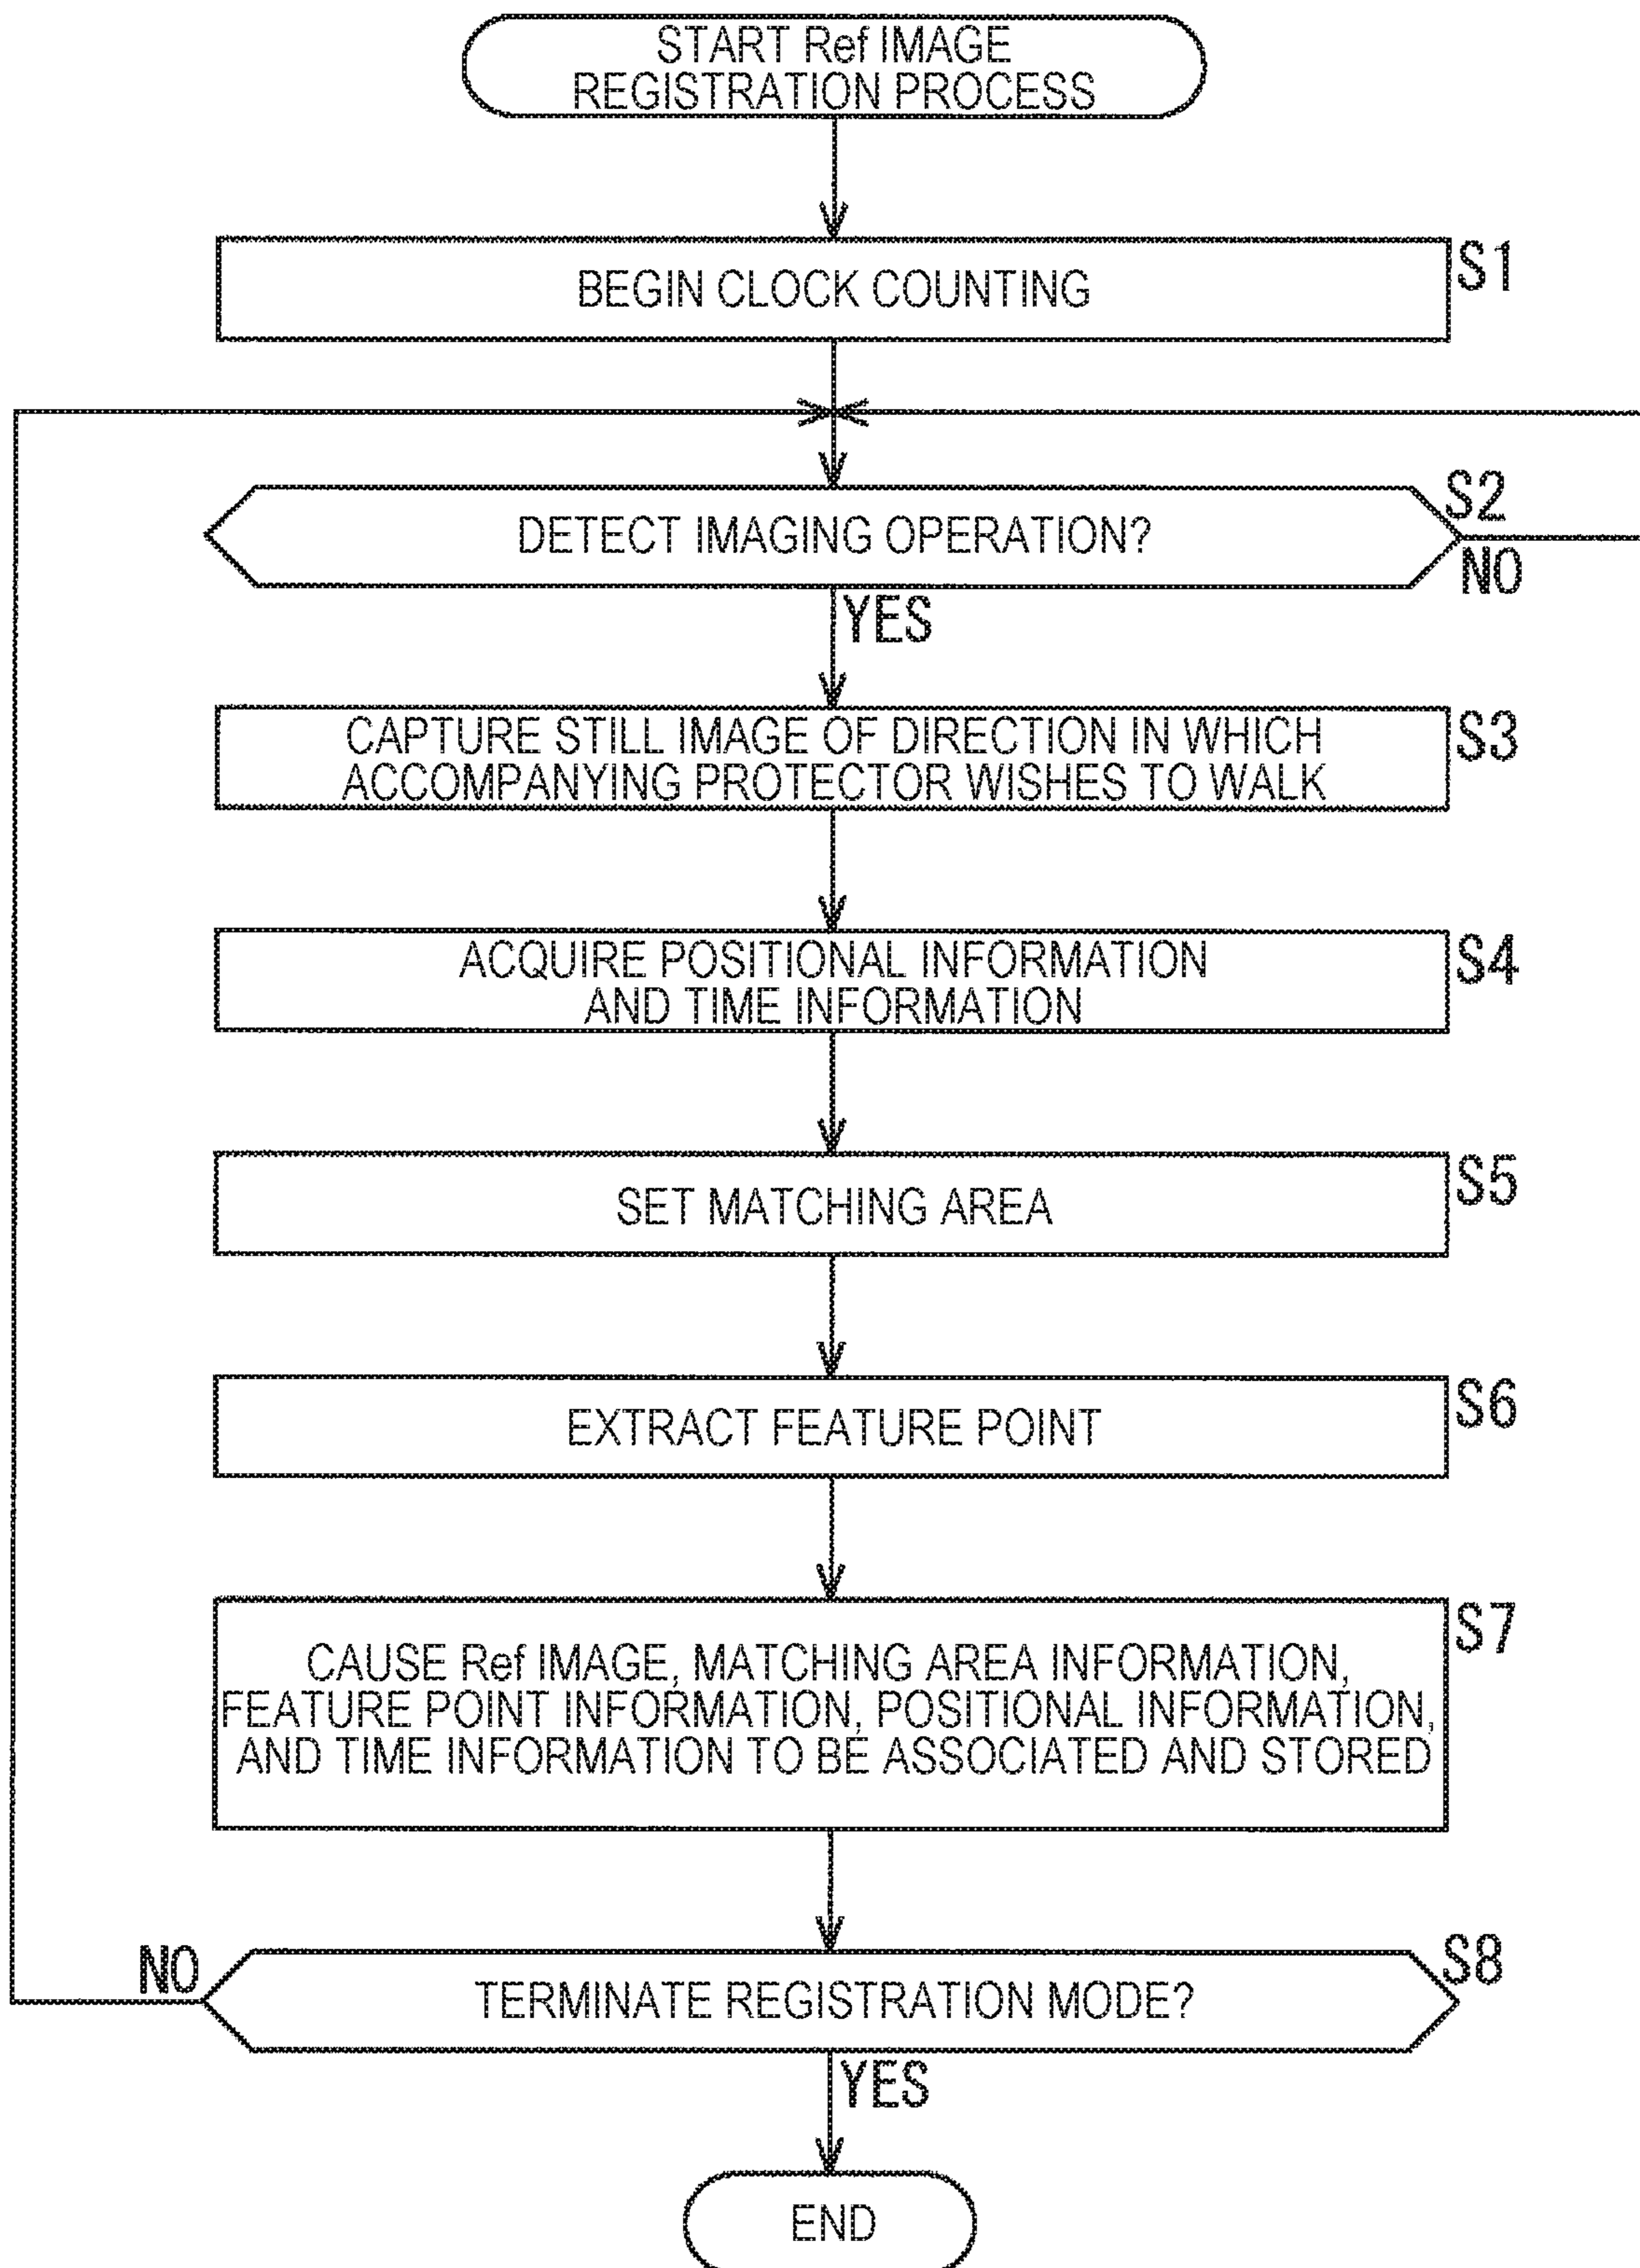 START Ref IMAGE
REGISTRATION PROCESS
BEGIN CLOCK COUNTING
S1
DETECT IMAGING OPERATION?
S2
NO
YES
CAPTURE STILL IMAGE OF DIRECTION IN WHICH
ACCOMPANYING PROTECTOR WISHES TO WALK
S3
ACQUIRE POSITIONAL INFORMATION
AND TIME INFORMATION
S4
SET MATCHING AREA
S5
EXTRACT FEATURE POINT
S6
CAUSE Ref IMAGE, MATCHING AREA INFORMATION,
FEATURE POINT INFORMATION, POSITIONAL INFORMATION,
AND TIME INFORMATION TO BE ASSOCIATED AND STORED
S7
NO
TERMINATE REGISTRATION MODE?
S8
YES
END